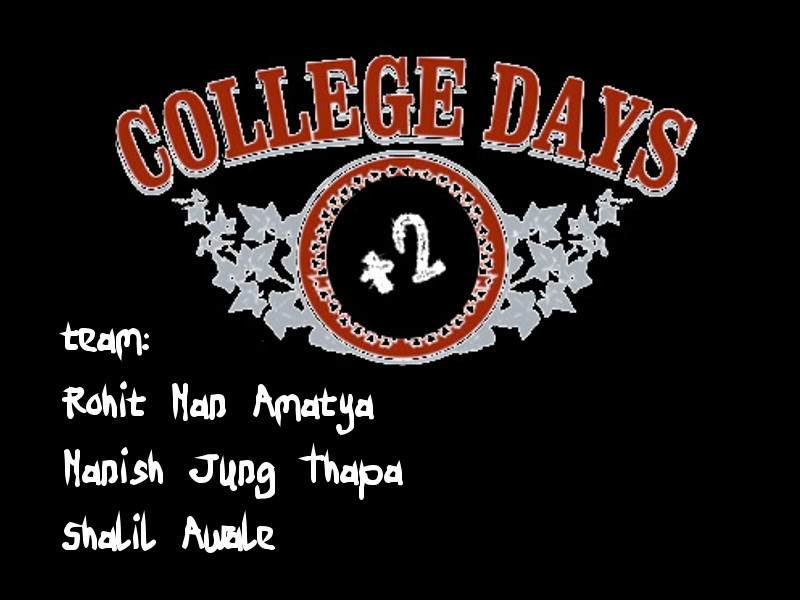 COLLEGE DAYS
+2
team:
Rohit Man Amatya
Manish Jung Thapa
Shalil Awale